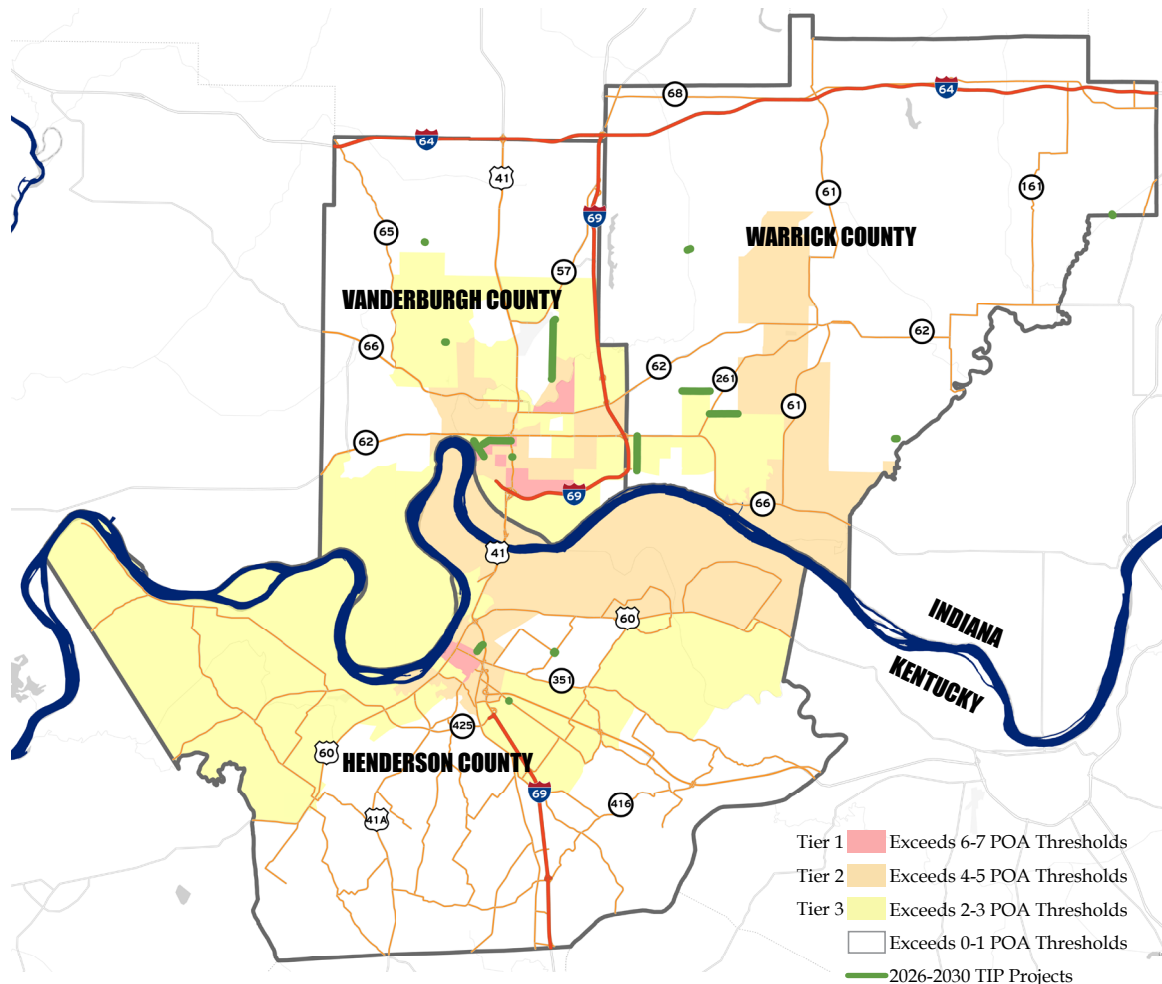 68
64
64
41
61
161
69
65
WARRICK COUNTY
57
VANDERBURGH COUNTY
62
66
62
261
61
62
69
66
41
INDIANA
60
KENTUCKY
351
425
60
HENDERSON COUNTY
69
416
41A
Tier 1 Exceeds 6-7 POA Thresholds
Tier 2 Exceeds 4-5 POA Thresholds
Tier 3 Exceeds 2-3 POA Thresholds
Exceeds 0-1 POA Thresholds
2026-2030 TIP Projects